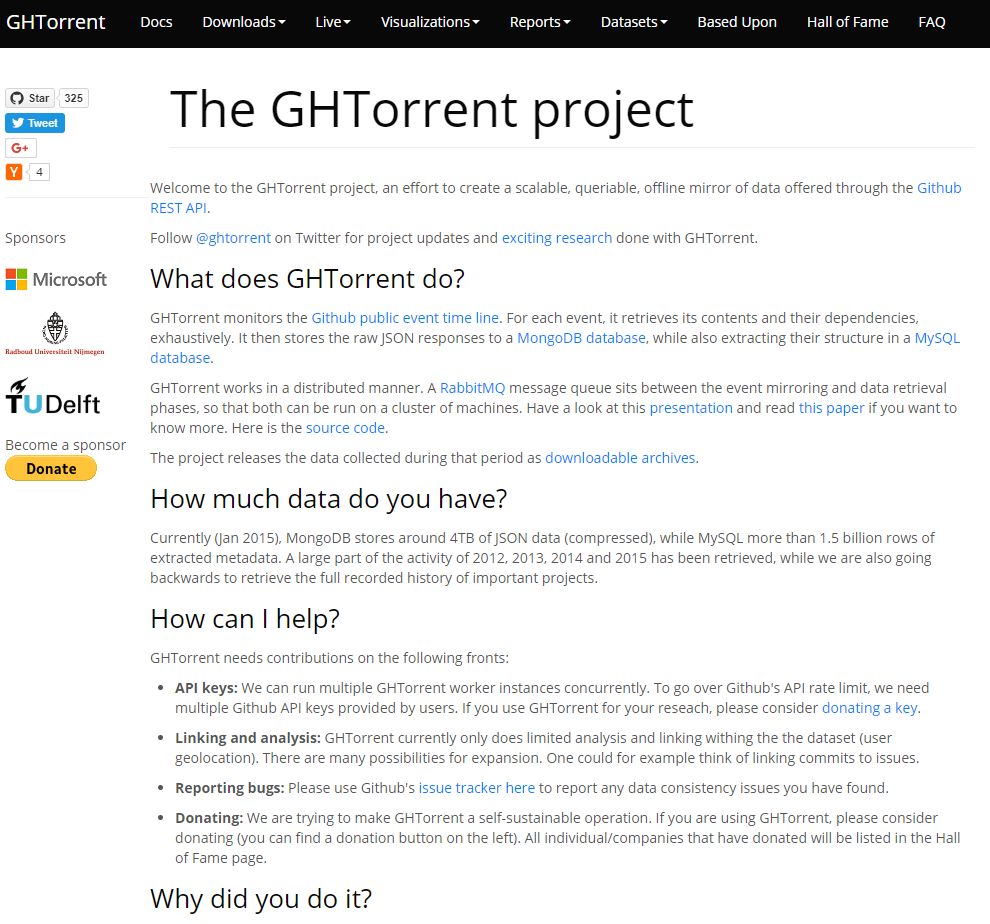 GHTorrent Docs Downloads Live Visualizations Reports Datasets Based Upon Hall of Fame FAQ
Star 325
Tweet
G+
Y 4
Sponsors
Microsoft
Radboud Universiteit Nijmegen
TUDelft
Become a sponsor
Donate
The GHTorrent project
Welcome to the GHTorrent project, an effort to create a scalable, queriable, offline mirror of data offered through the Github
REST API.
Follow @ghtorrent on Twitter for project updates and exciting research done with GHTorrent.
What does GHTorrent do?
GHTorrent monitors the Github public event time line. For each event, it retrieves its contents and their dependencies,
exhaustively. It then stores the raw JSON responses to a MongoDB database, while also extracting their structure in a MySQL
database.
GHTorrent works in a distributed manner. A RabbitMQ message queue sits between the event mirroring and data retrieval
phases, so that both can be run on a cluster of machines. Have a look at this presentation and read this paper if you want to
know more. Here is the source code.
The project releases the data collected during that period as downloadable archives.
How much data do you have?
Currently (Jan 2015), MongoDB stores around 4TB of JSON data (compressed), while MySQL more than 1.5 billion rows of
extracted metadata. A large part of the activity of 2012, 2013, 2014 and 2015 has been retrieved, while we are also going
backwards to retrieve the full recorded history of important projects.
How can I help?
GHTorrent needs contributions on the following fronts:
• API keys: We can run multiple GHTorrent worker instances concurrently. To go over Github's API rate limit, we need
multiple Github API keys provided by users. If you use GHTorrent for your reseach, please consider donating a key.
• Linking and analysis: GHTorrent currently only does limited analysis and linking withing the the dataset (user
geolocation). There are many possibilities for expansion. One could for example think of linking commits to issues.
• Reporting bugs: Please use Github's issue tracker here to report any data consistency issues you have found.
• Donating: We are trying to make GHTorrent a self-sustainable operation. If you are using GHTorrent, please consider
donating (you can find a donation button on the left). All individual/companies that have donated will be listed in the Hall
of Fame page.
Why did you do it?